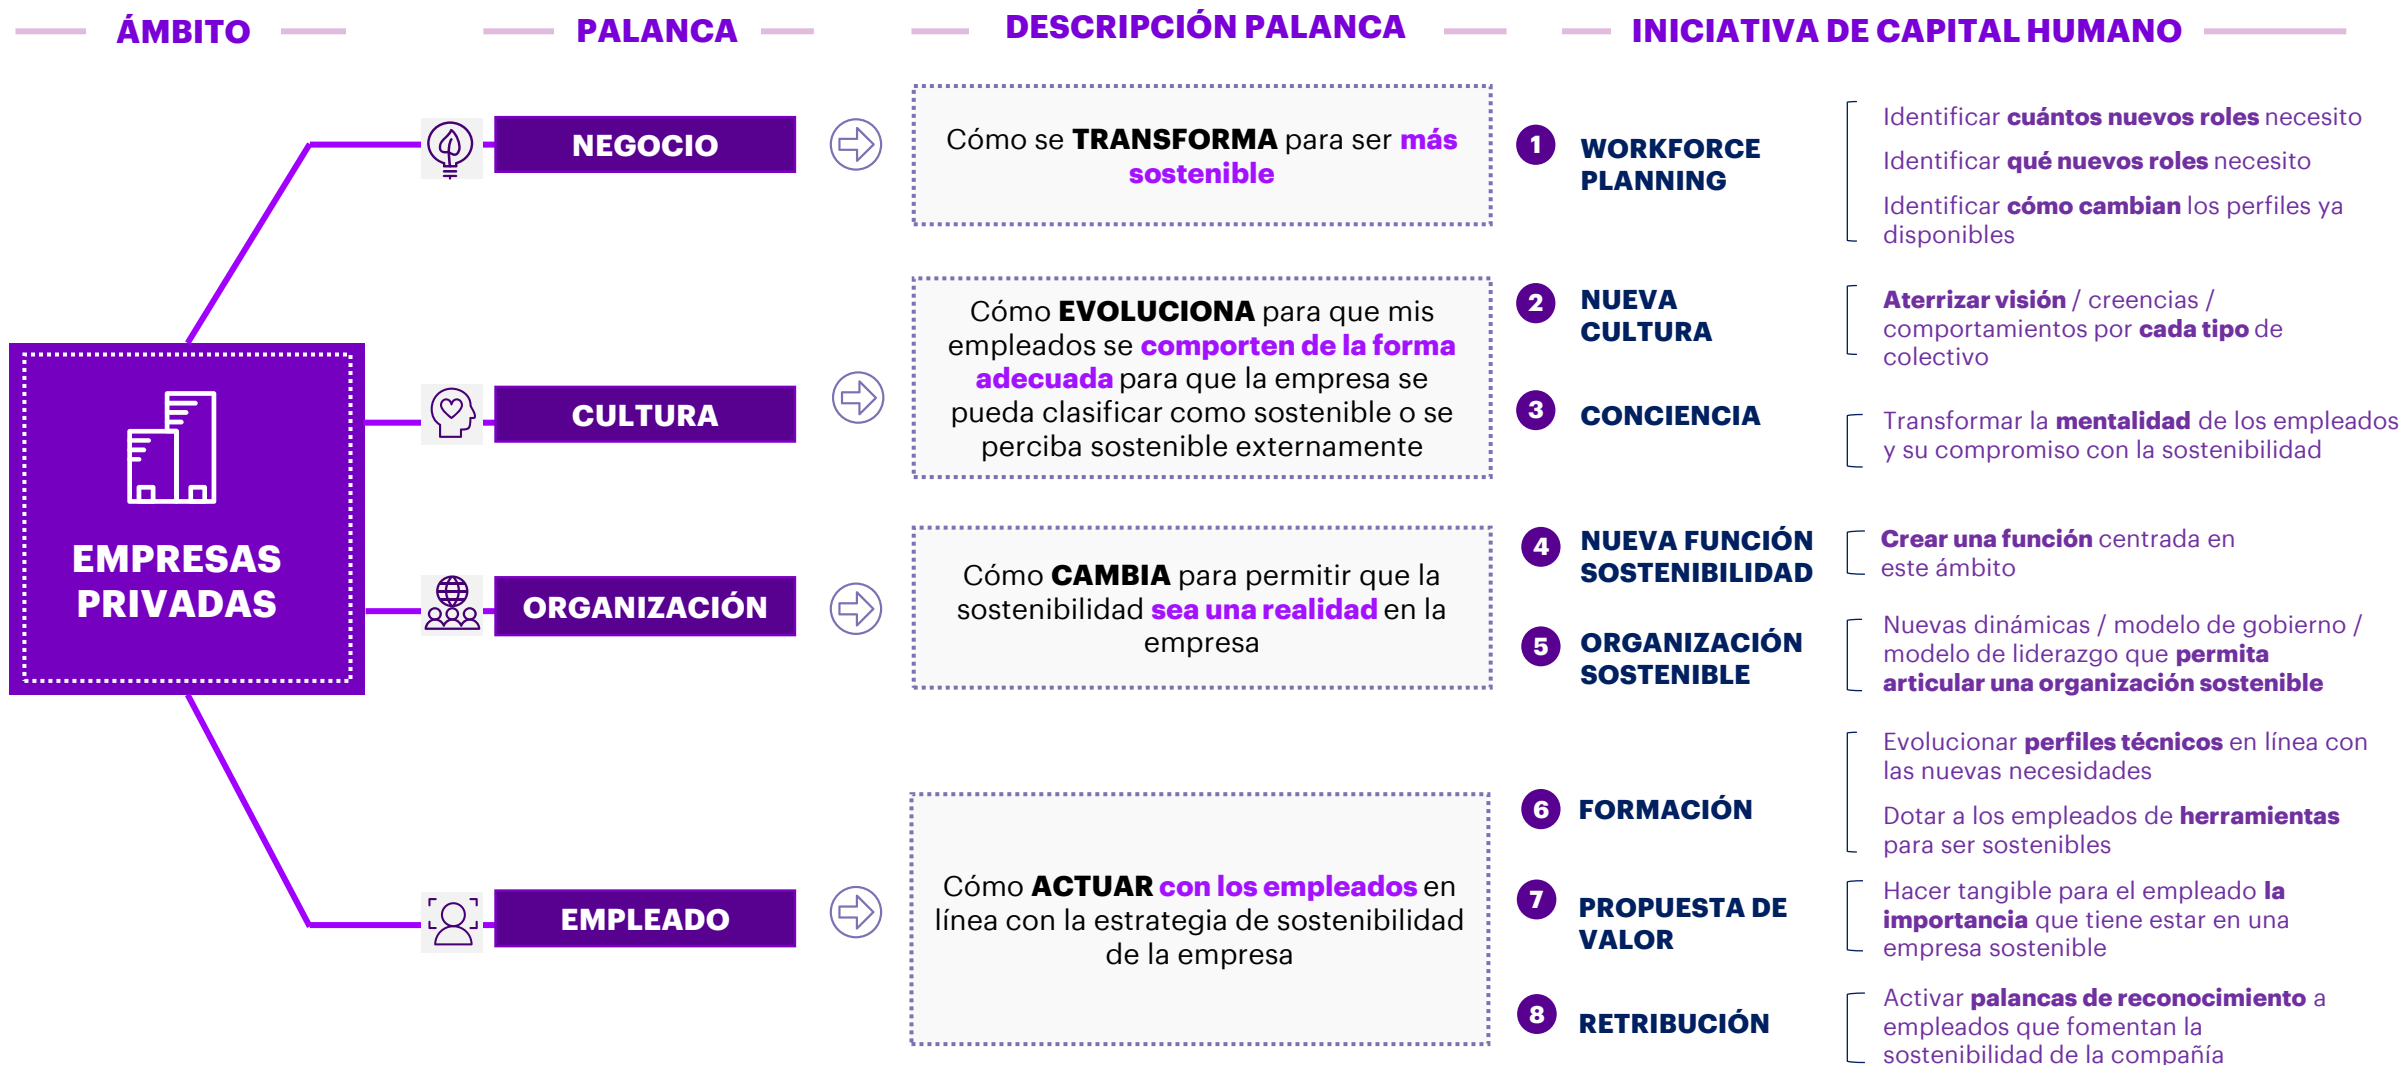 ÁMBITO
PALANCA
DESCRIPCIÓN PALANCA
INICIATIVA DE CAPITAL HUMANO
EMPRESAS
PRIVADAS
NEGOCIO
Cómo se TRANSFORMA para ser más
sostenible
1
WORKFORCE
PLANNING
Identificar cuántos nuevos roles necesito
Identificar qué nuevos roles necesito
Identificar cómo cambian los perfiles ya
disponibles
CULTURA
Cómo EVOLUCIONA para que mis
empleados se comporten de la forma
adecuada para que la empresa se
pueda clasificar como sostenible o se
perciba sostenible externamente
2
NUEVA
CULTURA
Aterrizar visión / creencias /
comportamientos por cada tipo de
colectivo
3
CONCIENCIA
Transformar la mentalidad de los empleados
y su compromiso con la sostenibilidad
ORGANIZACIÓN
Cómo CAMBIA para permitir que la
sostenibilidad sea una realidad en la
empresa
4
NUEVA FUNCIÓN
SOSTENIBILIDAD
Crear una función centrada en
este ámbito
5
ORGANIZACIÓN
SOSTENIBLE
Nuevas dinámicas / modelo de gobierno /
modelo de liderazgo que permita
articular una organización sostenible
EMPLEADO
Cómo ACTUAR con los empleados en
línea con la estrategia de sostenibilidad
de la empresa
6
FORMACIÓN
Evolucionar perfiles técnicos en línea con
las nuevas necesidades
Dotar a los empleados de herramientas
para ser sostenibles
7
PROPUESTA DE
VALOR
Hacer tangible para el empleado la
importancia que tiene estar en una
empresa sostenible
8
RETRIBUCIÓN
Activar palancas de reconocimiento a
empleados que fomentan la
sostenibilidad de la compañía